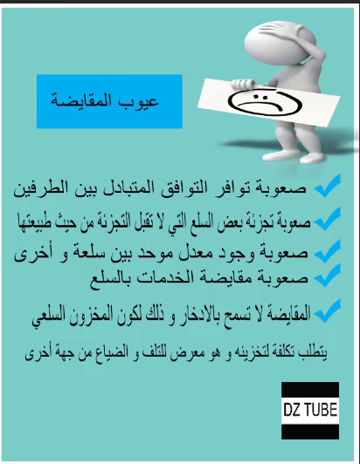 عيوب المقايضة
صعوبة توافر التوافق المتبادل بين الطرفين
صعوبة تجزئة بعض السلع التي لا تقبل التجزئة من حيث طبيعتها
صعوبة وجود معدل موحد بين سلعة و أخرى
صعوبة مقايضة الخدمات بالسلع
المقايضة لا تسمح بالادخار و ذلك لكون المخزون السلعي
يتطلب تكلفة لتخزينه و هو معرض للتلف و الضياع من جهة أخرى
DZ TUBE